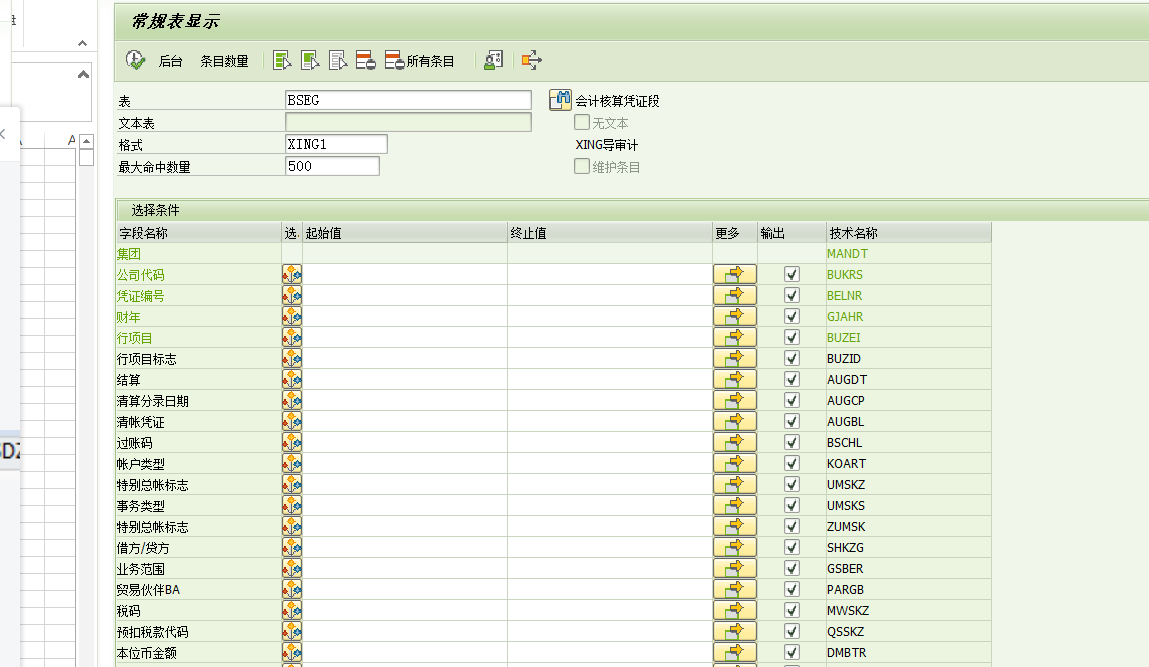 常规表显示
后台 条目数量 所有条目
表 BSEG 会计核算凭证段
文本表 无文本
格式 XING1 XING导审计
最大命中数量 500 维护条目
选择条件
字段名称 选. 起始值 终止值 更多 输出 技术名称
集团 MANDT
公司代码 BUKRS
凭证编号 BELNR
财年 GJAHR
行项目 BUZEI
行项目标志 BUZID
结算 AUGDT
清算分录日期 AUGCP
清帐凭证 AUGBL
过账码 BSCHL
帐户类型 KOART
特别总帐标志 UMSKZ
事务类型 UMSKS
特别总帐标志 ZUMSK
借方/贷方 SHKZG
业务范围 GSBER
贸易伙伴BA PARGB
税码 MWSKZ
预扣税款代码 QSSKZ
本位币金额 DMBTR